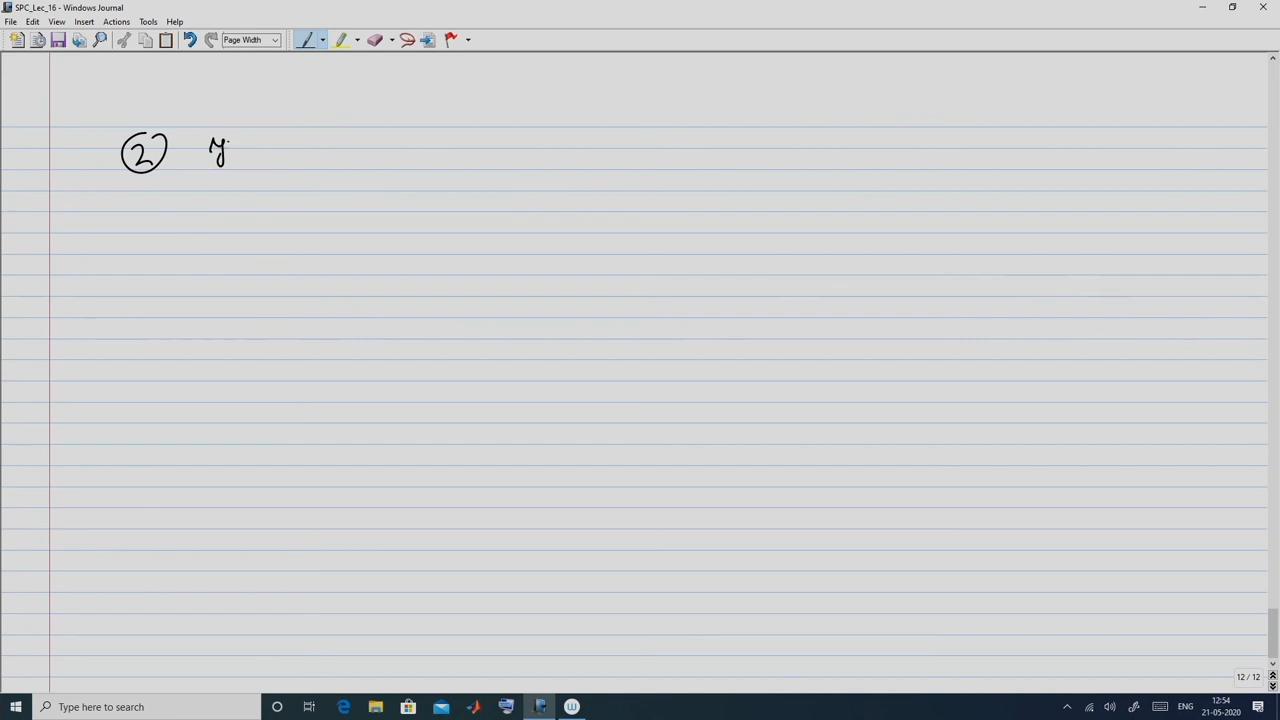 SPC_Lec_16 - Windows Journal
File Edit View Insert Actions Tools Help
Page Width
2 y
12 / 12
Type here to search
ENG
12:54
21-05-2020